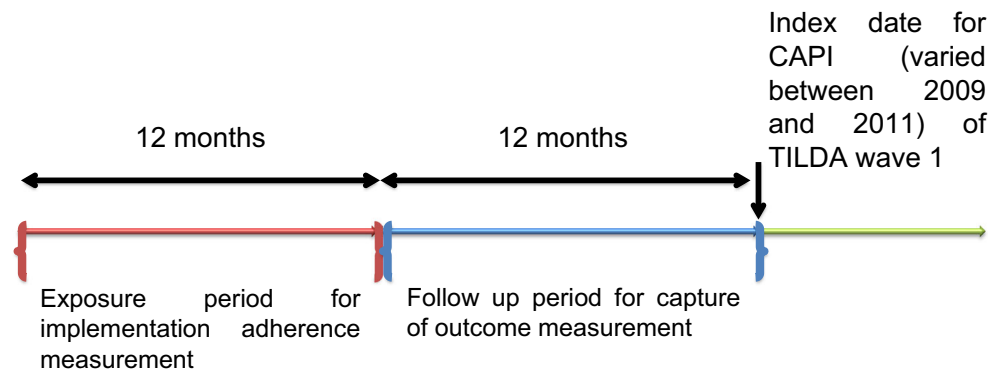 12 months
12 months
Index date for
CAPI (varied
between 2009
and 2011) of
TILDA wave 1
Exposure period for
implementation adherence
measurement
Follow up period for capture
of outcome measurement